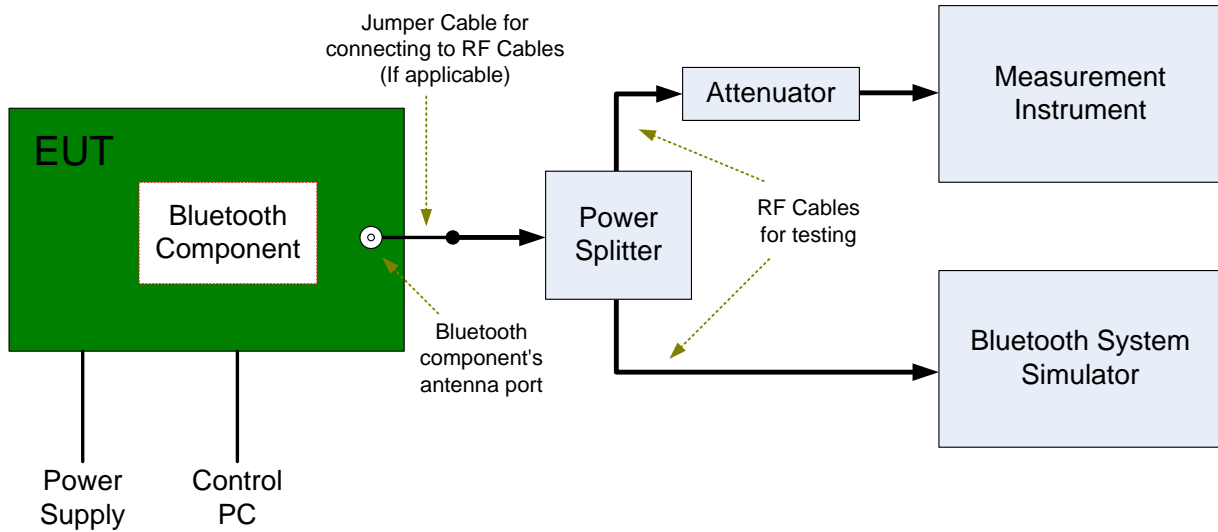 Jumper Cable for
connecting to RF Cables
(If applicable)
EUT
Bluetooth
Component
Bluetooth
component's
antenna port
Power
Supply
Control
PC
Power
Splitter
Attenuator
RF Cables
for testing
Measurement
Instrument
Bluetooth System
Simulator